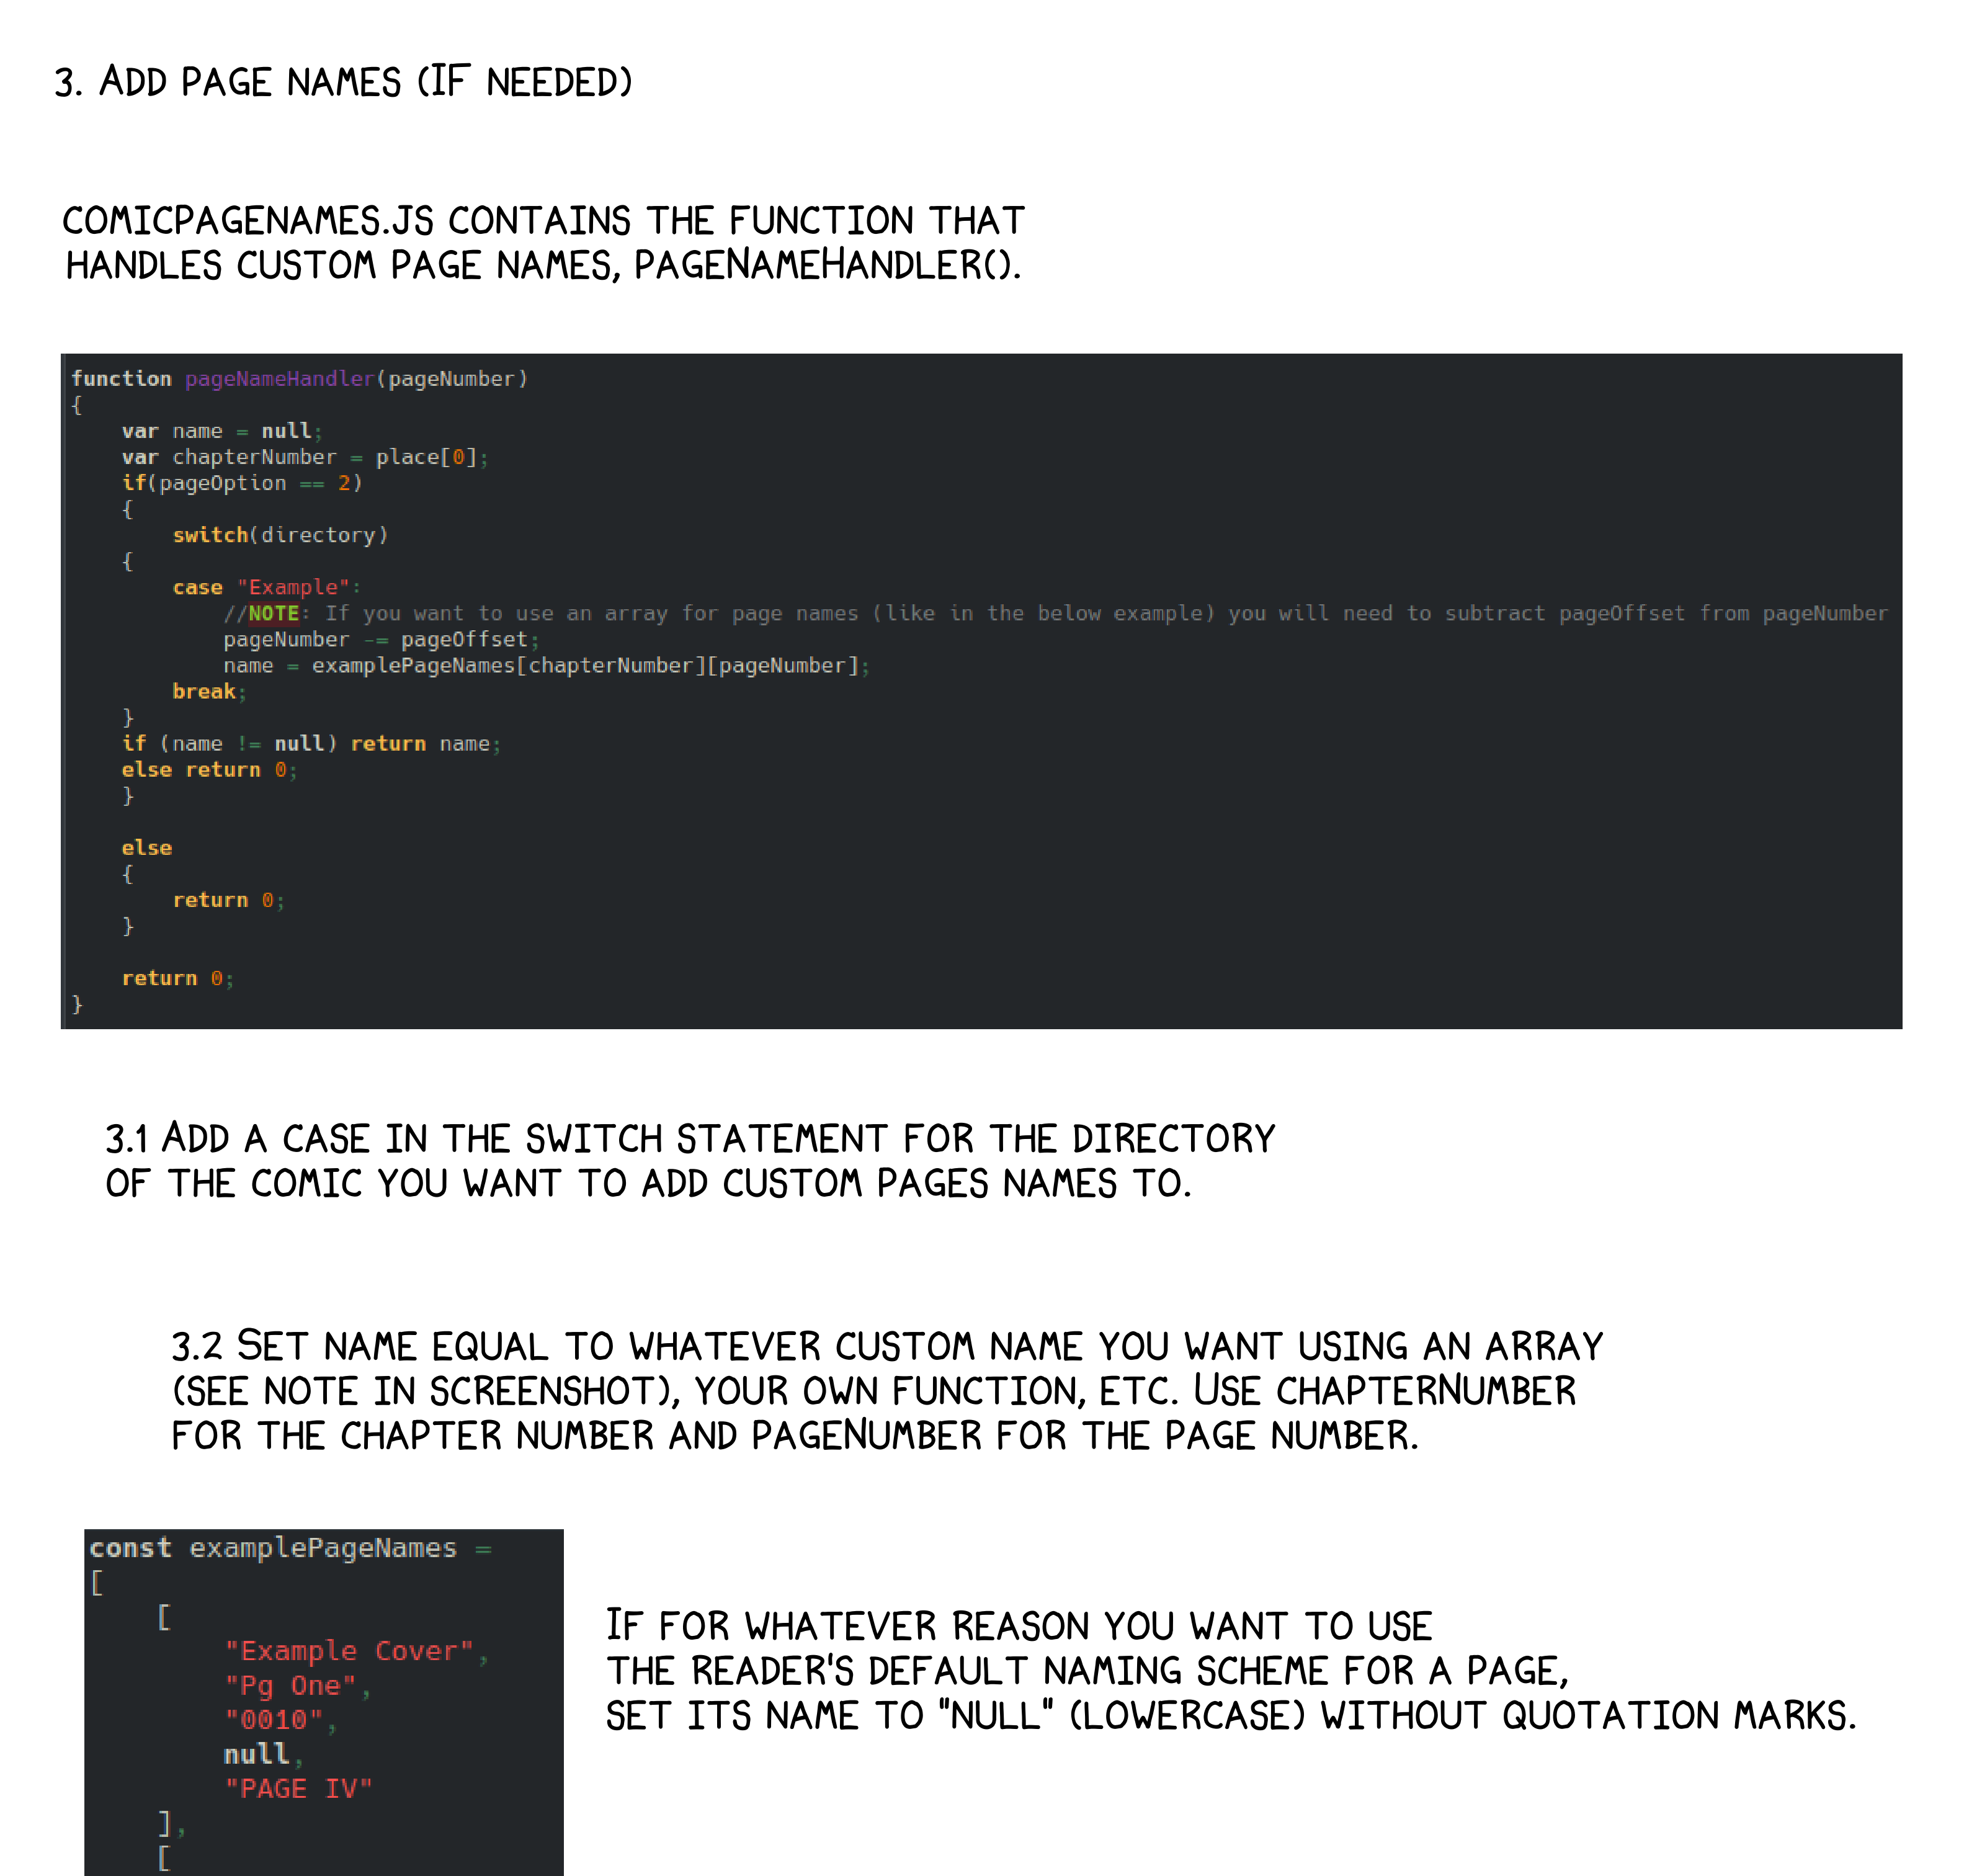 3. ADD PAGE NAMES (IF NEEDED)
COMICPAGENAMES.JS CONTAINS THE FUNCTION THAT
HANDLES CUSTOM PAGE NAMES, PAGENAMEHANDLER().
function pageNameHandler(pageNumber)
{
    var name = null;
    var chapterNumber = place[0];
    if(pageOption == 2)
    {
        switch(directory)
    {
        case "Example":
            //NOTE: If you want to use an array for page names (like in the below example) you will need to subtract pageOffset from pageNumber
            pageNumber -= pageOffset;
            name = examplePageNames[chapterNumber][pageNumber];
        break;
    }
    if (name != null) return name;
    else return 0;
    }
    else
    {
        return 0;
    }
    return 0;
}
3.1 ADD A CASE IN THE SWITCH STATEMENT FOR THE DIRECTORY
OF THE COMIC YOU WANT TO ADD CUSTOM PAGES NAMES TO.
3.2 SET NAME EQUAL TO WHATEVER CUSTOM NAME YOU WANT USING AN ARRAY
(SEE NOTE IN SCREENSHOT), YOUR OWN FUNCTION, ETC. USE CHAPTERNUMBER
FOR THE CHAPTER NUMBER AND PAGENUMBER FOR THE PAGE NUMBER.
const examplePageNames =
[
    [
        "Example Cover",
        "Pg One",
        "0010",
        null,
        "PAGE IV"
    ],
    [
IF FOR WHATEVER REASON YOU WANT TO USE
THE READER'S DEFAULT NAMING SCHEME FOR A PAGE,
SET ITS NAME TO "NULL" (LOWERCASE) WITHOUT QUOTATION MARKS.